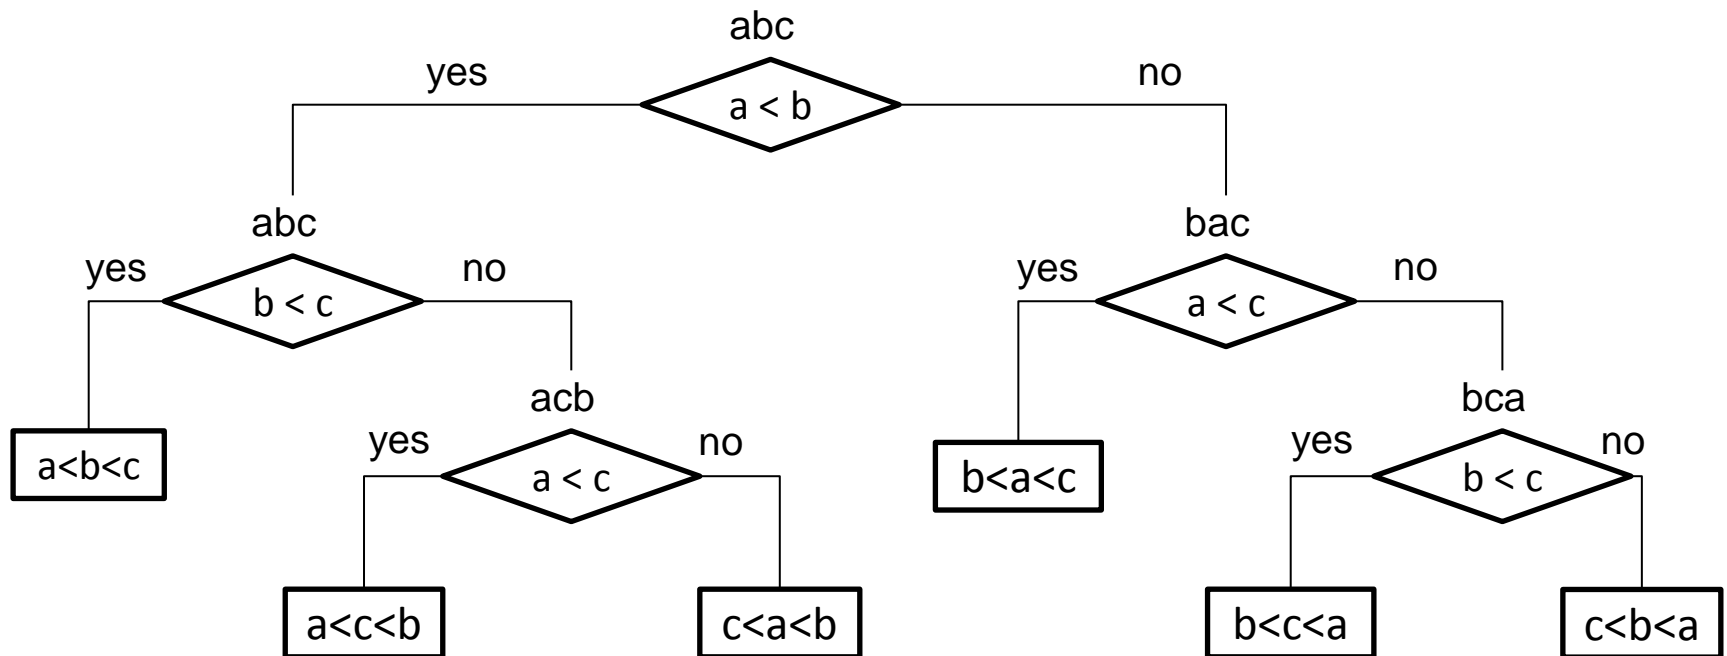 abc
yes
no
a < b
abc
bac
yes
no
yes
no
b < c
a < c
acb
bca
yes
no
yes
no
a<b<c
a < c
b<a<c
b < c
a<c<b
c<a<b
b<c<a
c<b<a